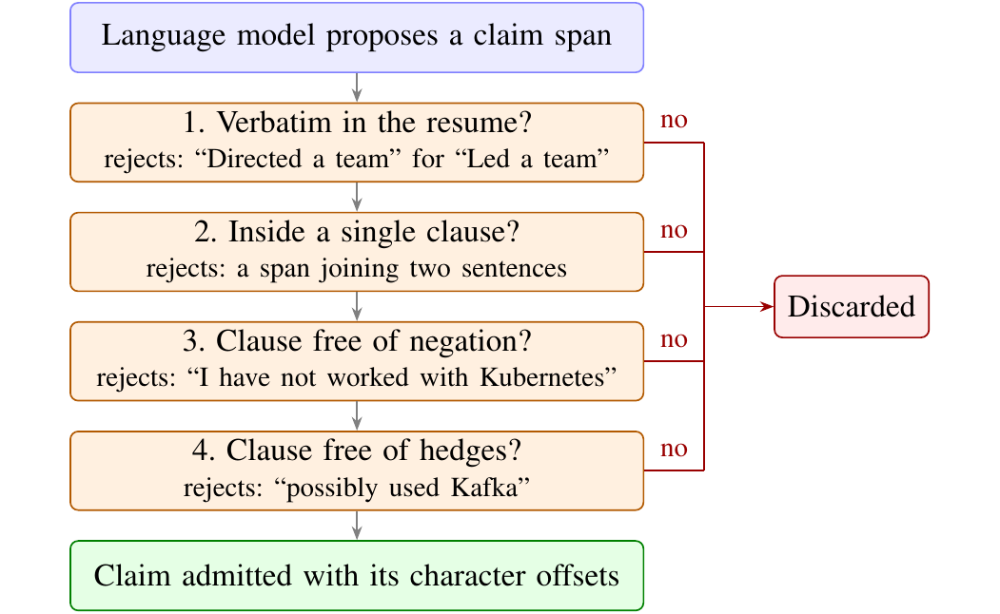 Language model proposes a claim span
1. Verbatim in the resume?
rejects: “Directed a team” for “Led a team”
no
2. Inside a single clause?
rejects: a span joining two sentences
no
3. Clause free of negation?
rejects: “I have not worked with Kubernetes”
no
4. Clause free of hedges?
rejects: “possibly used Kafka”
no
Discarded
Claim admitted with its character offsets